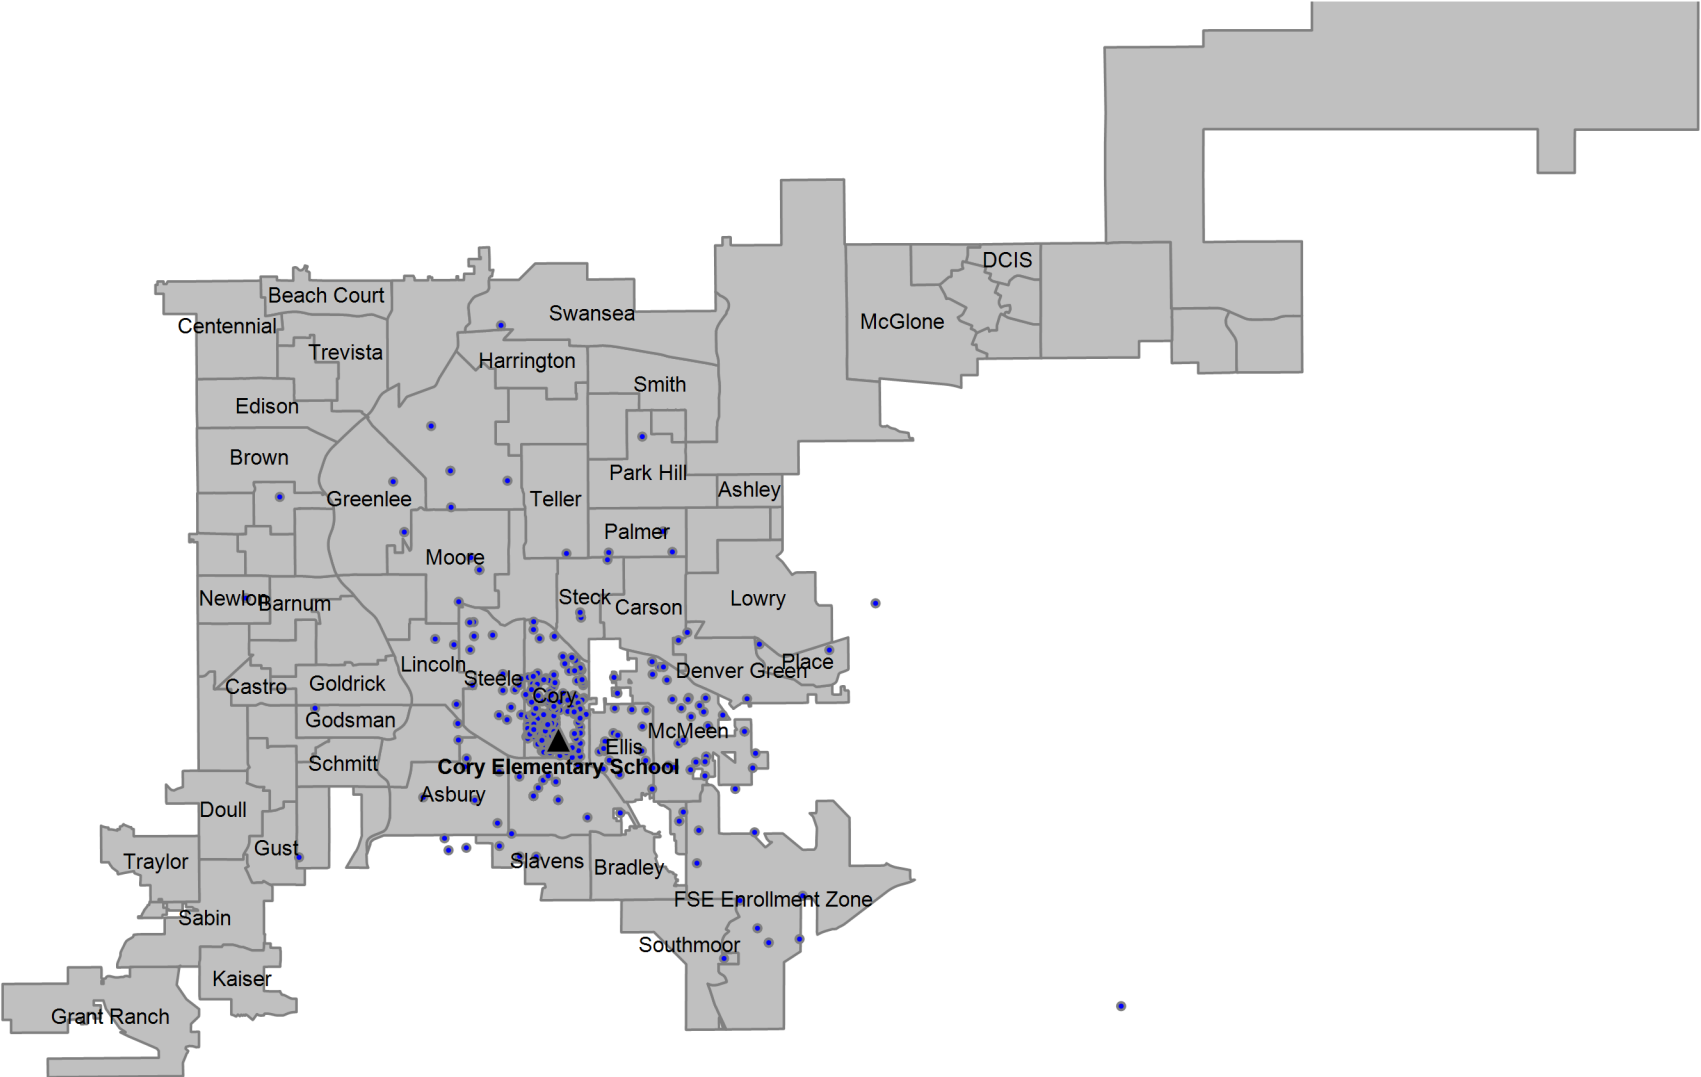 DCIS
Beach Court
Swansea
McGlone
Centennial
Trevista
Harrington
Smith
Edison
Brown
Park Hill
Ashley
Greenlee
Teller
Palmer
Moore
Newlon
Barnum
Steck
Carson
Lowry
Lincoln
Place
Denver Green
Steele
Castro
Goldrick
Cory
Godsman
McMeen
Ellis
Schmitt
Cory Elementary School
Asbury
Doull
Gust
Traylor
Slavens
Bradley
FSE Enrollment Zone
Sabin
Southmoor
Kaiser
Grant Ranch